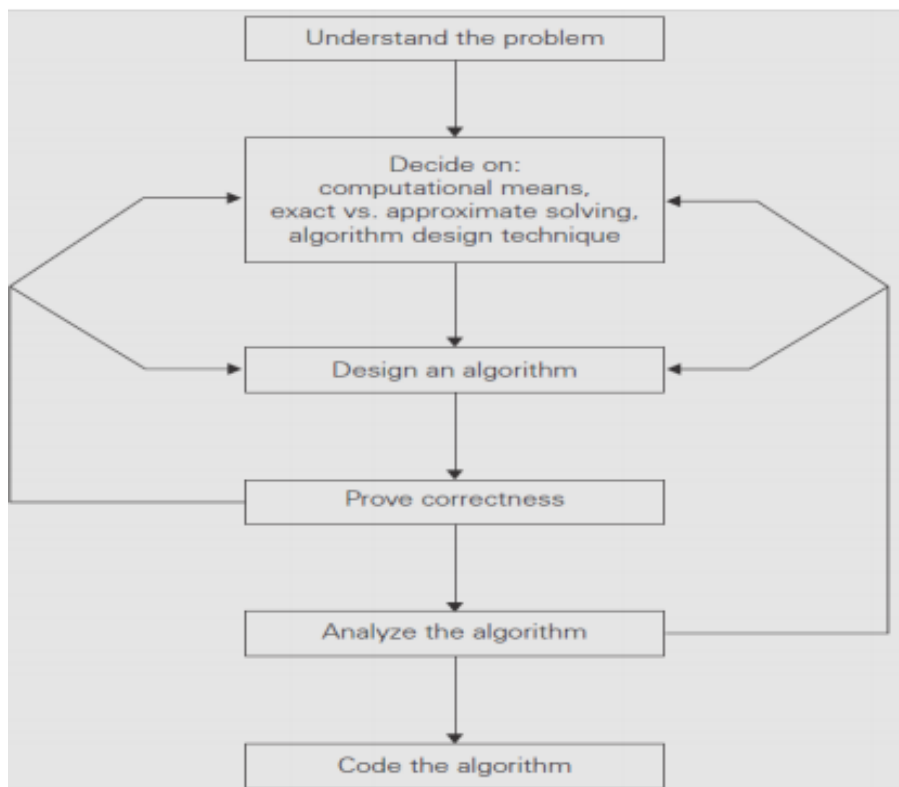 Understand the problem
Decide on:
computational means,
exact vs. approximate solving,
algorithm design technique
Design an algorithm
Prove correctness
Analyze the algorithm
Code the algorithm